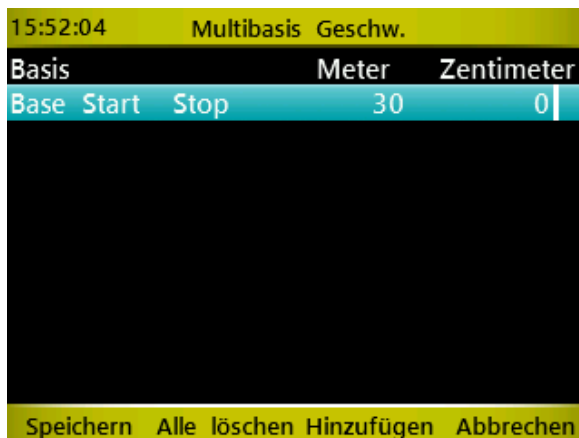 15:52:04 Multibasis Geschw.
Basis Meter Zentimeter
Base Start Stop 30 0
Speichern Alle löschen Hinzufügen Abbrechen